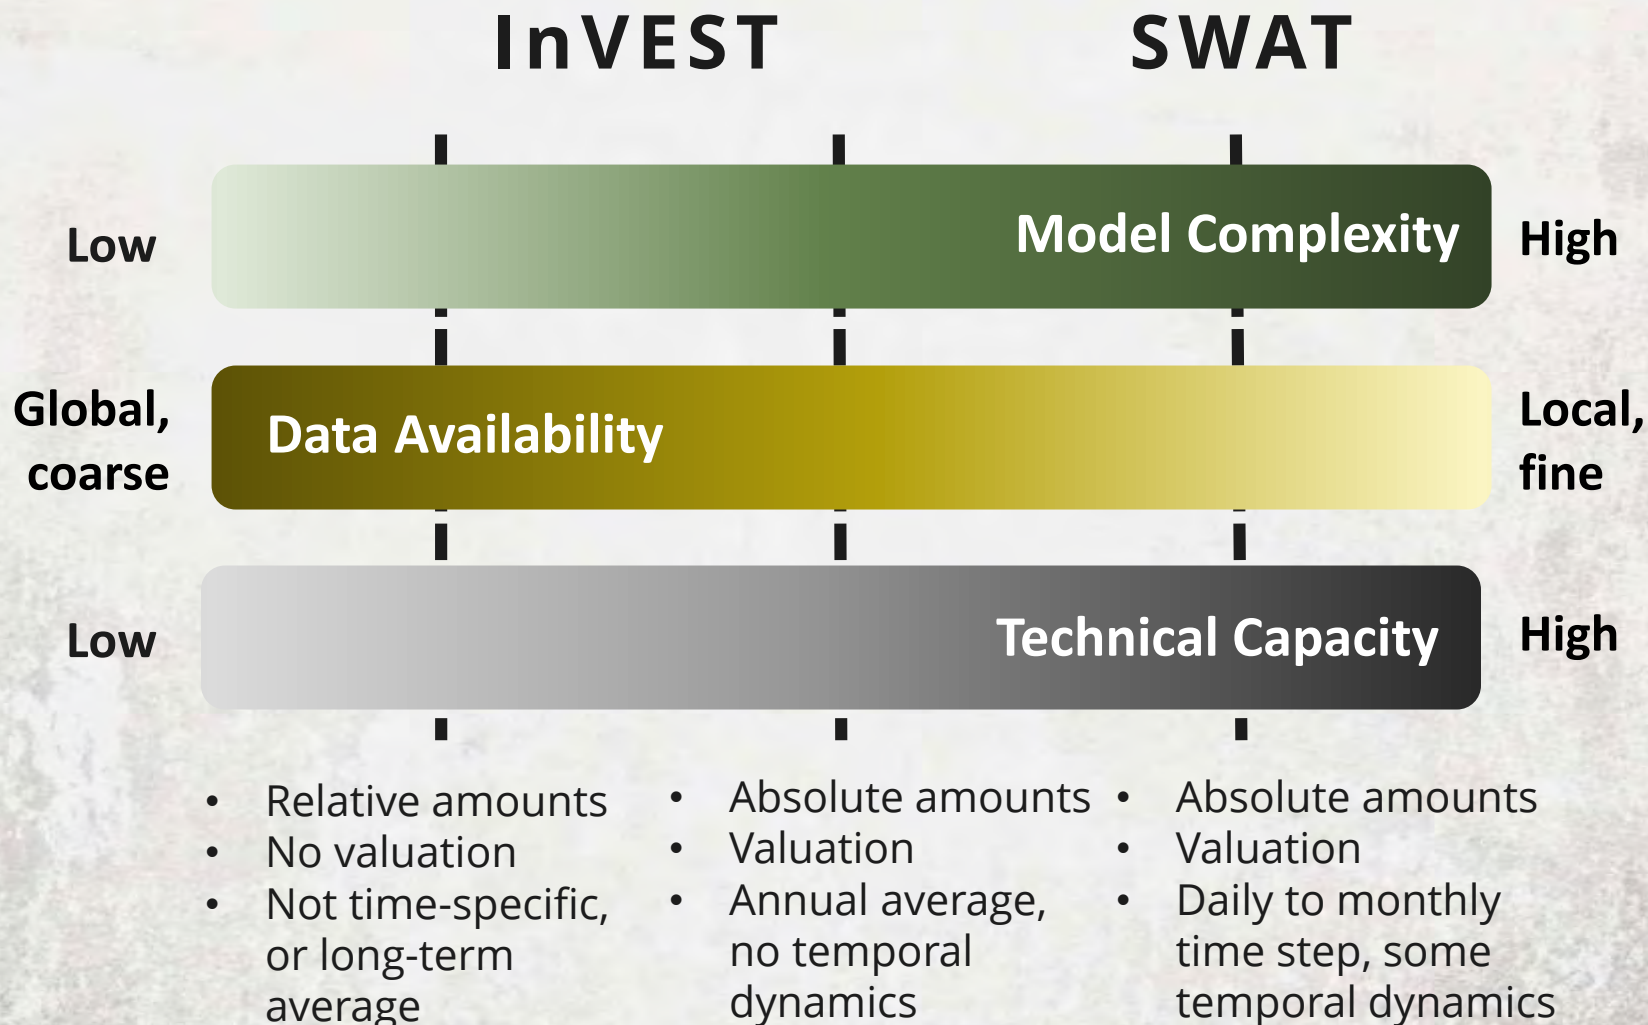 InVEST
SWAT
Low
Model Complexity
High
Global,
coarse
Data Availability
Local,
fine
Low
Technical Capacity
High
• Relative amounts
• No valuation
• Not time-specific,
or long-term
average
• Absolute amounts
• Valuation
• Annual average,
no temporal
dynamics
• Absolute amounts
• Valuation
• Daily to monthly
time step, some
temporal dynamics